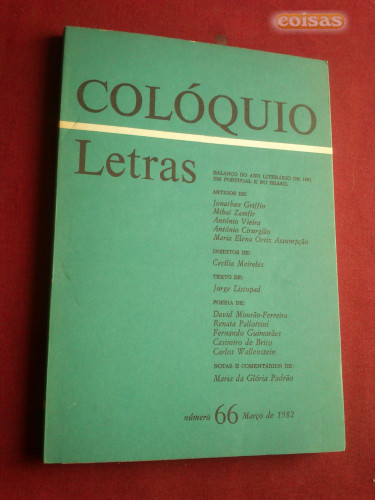 coisas
COLÓQUIO
Letras
BALANÇO DO ANO LITERÁRIO DE 1981
EM PORTUGAL E NO BRASIL
ARTIGOS DE:
Jonathan Griffin
Mihai Zamfir
António Vieira
António Cirurgião
Maria Elena Ortiz Assumpção
INÉDITOS DE:
Cecília Meireles
TEXTO DE:
Jorge Listopad
POESIA DE:
David Mourão-Ferreira
Renata Pallottini
Fernando Guimarães
Casimiro de Brito
Carlos Wallenstein
NOTAS E COMENTÁRIOS DE:
Maria da Glória Padrão
número 66 Março de 1982